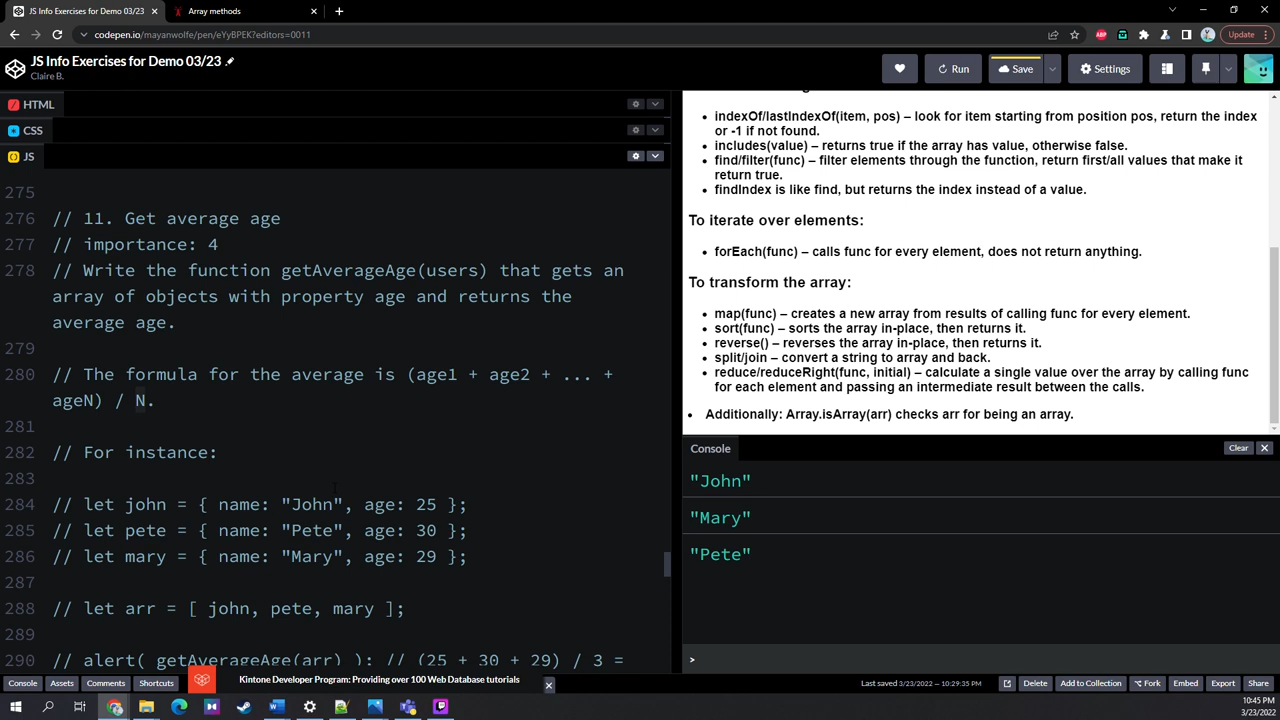 JS Info Exercises for Demo 03/23
Array methods
codepen.io/mayanwolfe/pen/eYyBPEK?editors=0011
Update
JS Info Exercises for Demo 03/23
Claire B.
Run
Save
Settings
HTML
CSS
JS
275
276 // 11. Get average age
277 // importance: 4
278 // Write the function getAverageAge(users) that gets an
array of objects with property age and returns the
average age.
279
280 // The formula for the average is (age1 + age2 + ... +
ageN) / N.
281
282 // For instance:
283
284 // let john = { name: "John", age: 25 };
285 // let pete = { name: "Pete", age: 30 };
286 // let mary = { name: "Mary", age: 29 };
287
288 // let arr = [ john, pete, mary ];
289
290 // alert( getAverageAge(arr) ); // (25 + 30 + 29) / 3 =
indexOf/lastIndexOf(item, pos) – look for item starting from position pos, return the index
or -1 if not found.
includes(value) – returns true if the array has value, otherwise false.
find/filter(func) – filter elements through the function, return first/all values that make it
return true.
findIndex is like find, but returns the index instead of a value.
To iterate over elements:
forEach(func) – calls func for every element, does not return anything.
To transform the array:
map(func) – creates a new array from results of calling func for every element.
sort(func) – sorts the array in-place, then returns it.
reverse() – reverses the array in-place, then returns it.
split/join – convert a string to array and back.
reduce/reduceRight(func, initial) – calculate a single value over the array by calling func
for each element and passing an intermediate result between the calls.
Additionally: Array.isArray(arr) checks arr for being an array.
Console
Clear
"John"
"Mary"
"Pete"
>
Console
Assets
Comments
Shortcuts
Kintone Developer Program: Providing over 100 Web Database tutorials
Last saved 3/23/2022 – 10:29:35 PM
Delete
Add to Collection
Fork
Embed
Export
Share
10:45 PM
3/23/2022